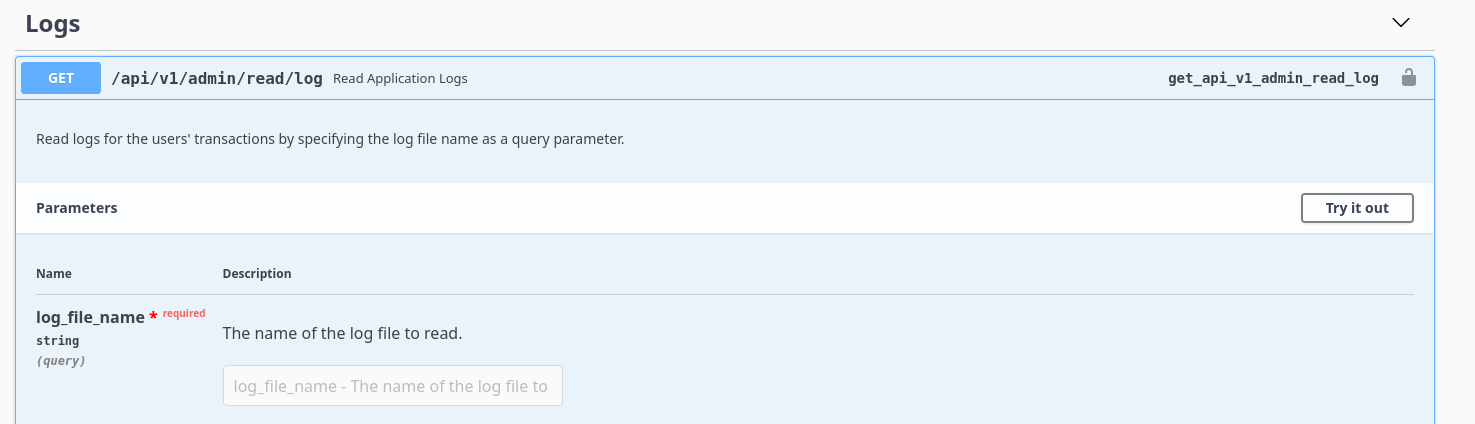 Logs
GET /api/v1/admin/read/log Read Application Logs get_api_v1_admin_read_log
Read logs for the users' transactions by specifying the log file name as a query parameter.
Parameters Try it out
Name Description
log_file_name * required
string
(query)
The name of the log file to read.
log_file_name - The name of the log file to